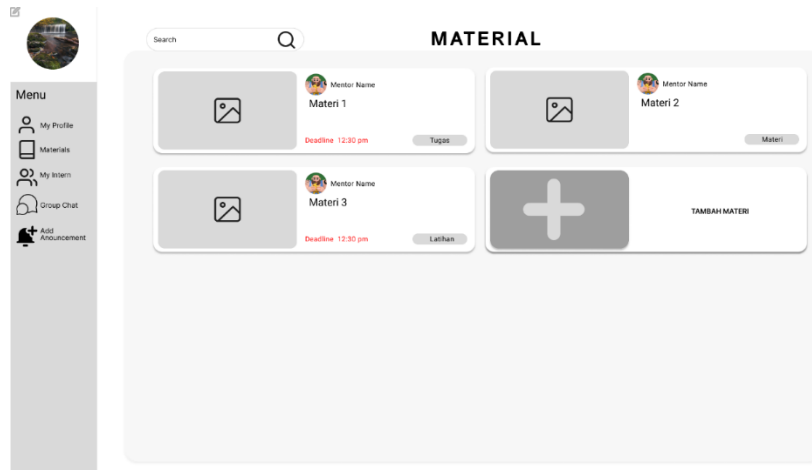 Search
MATERIAL
Menu
My Profile
Materials
My Intern
Group Chat
Add
Anouncement
Mentor Name
Materi 1
Deadline 12:30 pm
Tugas
Mentor Name
Materi 2
Materi
Mentor Name
Materi 3
Deadline 12:30 pm
Latihan
TAMBAH MATERI